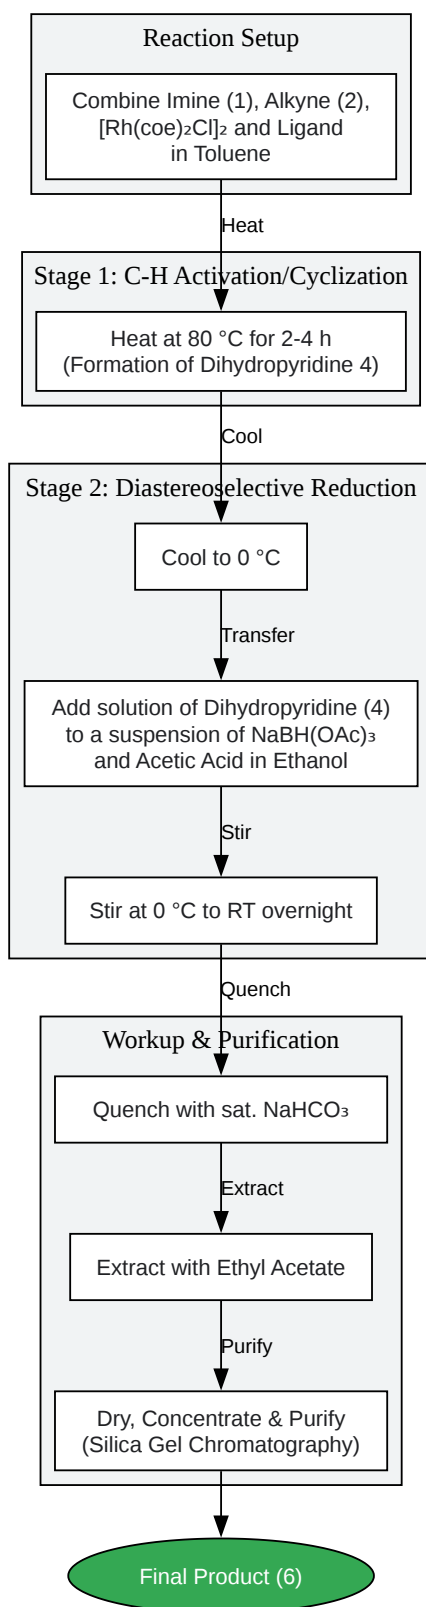 Reaction Setup
Combine Imine (1), Alkyne (2),
[Rh(coe)₂Cl]₂ and Ligand
in Toluene
Heat
Stage 1: C-H Activation/Cyclization
Heat at 80 °C for 2-4 h
(Formation of Dihydropyridine 4)
Cool
Stage 2: Diastereoselective Reduction
Cool to 0 °C
Transfer
Add solution of Dihydropyridine (4)
to a suspension of NaBH(OAc)₃
and Acetic Acid in Ethanol
Stir
Stir at 0 °C to RT overnight
Quench
Workup & Purification
Quench with sat. NaHCO₃
Extract
Extract with Ethyl Acetate
Purify
Dry, Concentrate & Purify
(Silica Gel Chromatography)
Final Product (6)